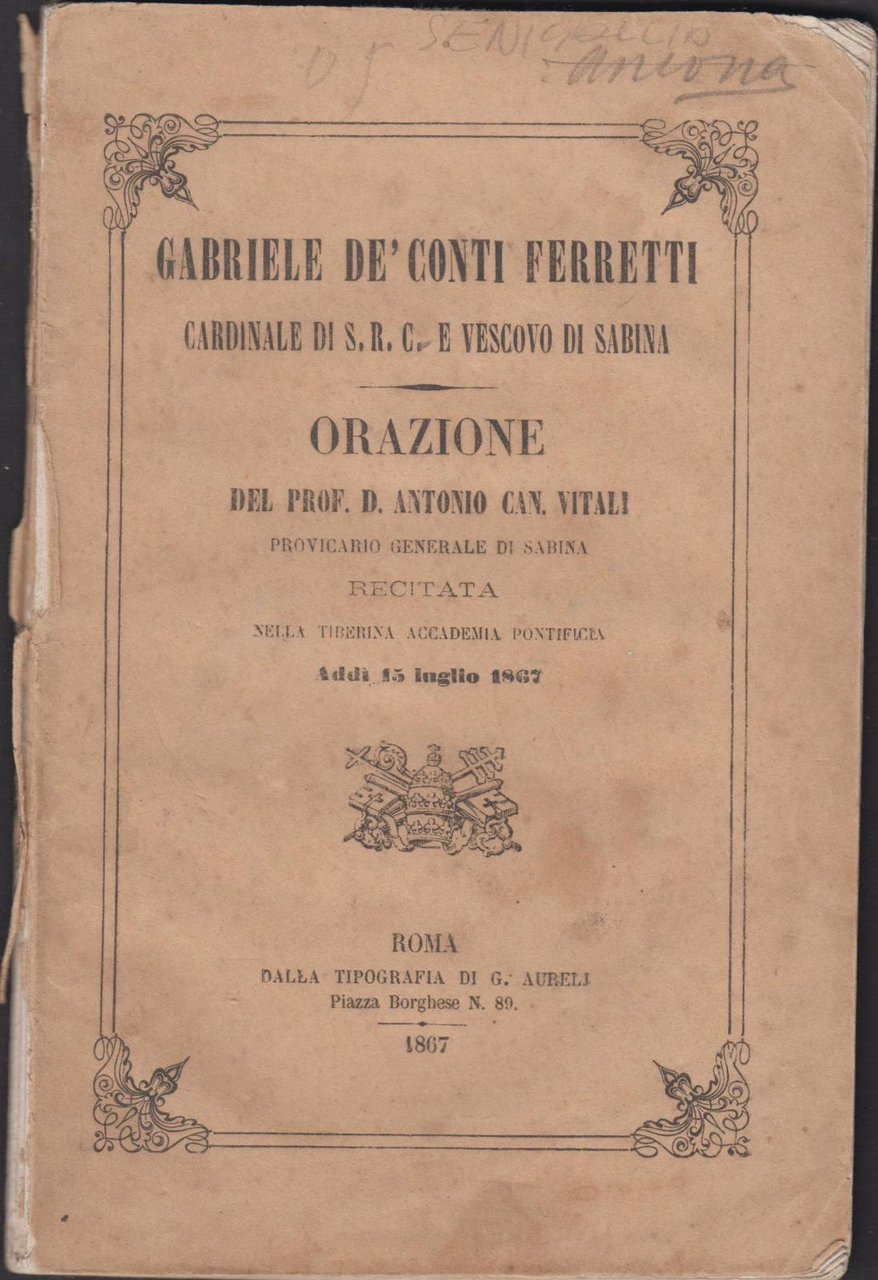 SENIGALLIA
Ancona
GABRIELE DE' CONTI FERRETTI
CARDINALE DI S. R. C. E VESCOVO DI SABINA
ORAZIONE
DEL PROF. D. ANTONIO CAN. VITALI
PROVICARIO GENERALE DI SABINA
RECITATA
NELLA TIBERINA ACCADEMIA PONTIFICIA
Addì 15 luglio 1867
ROMA
DALLA TIPOGRAFIA DI G. AURELJ
Piazza Borghese N. 89.
1867